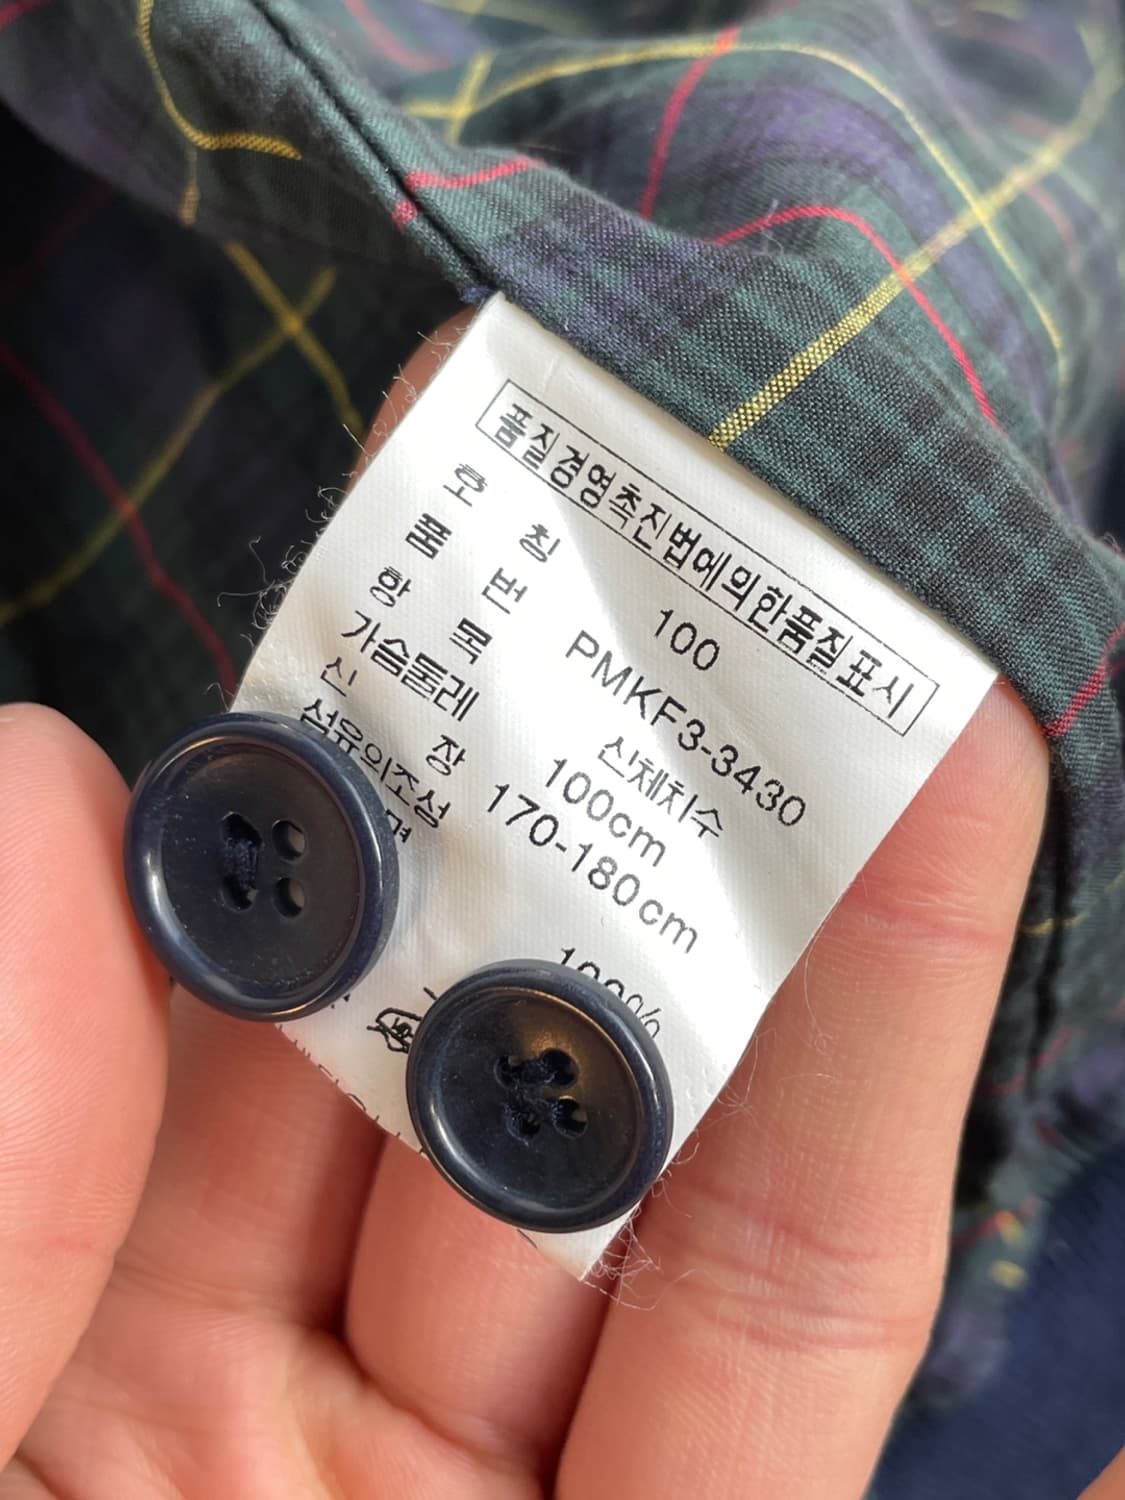 품질경영촉진법에의한품질표시
호 칭 100
품 번 PMKF3-3430
항 목 신체치수
가슴둘레 100cm
신 장 170-180cm
섬유의조성
면 100%